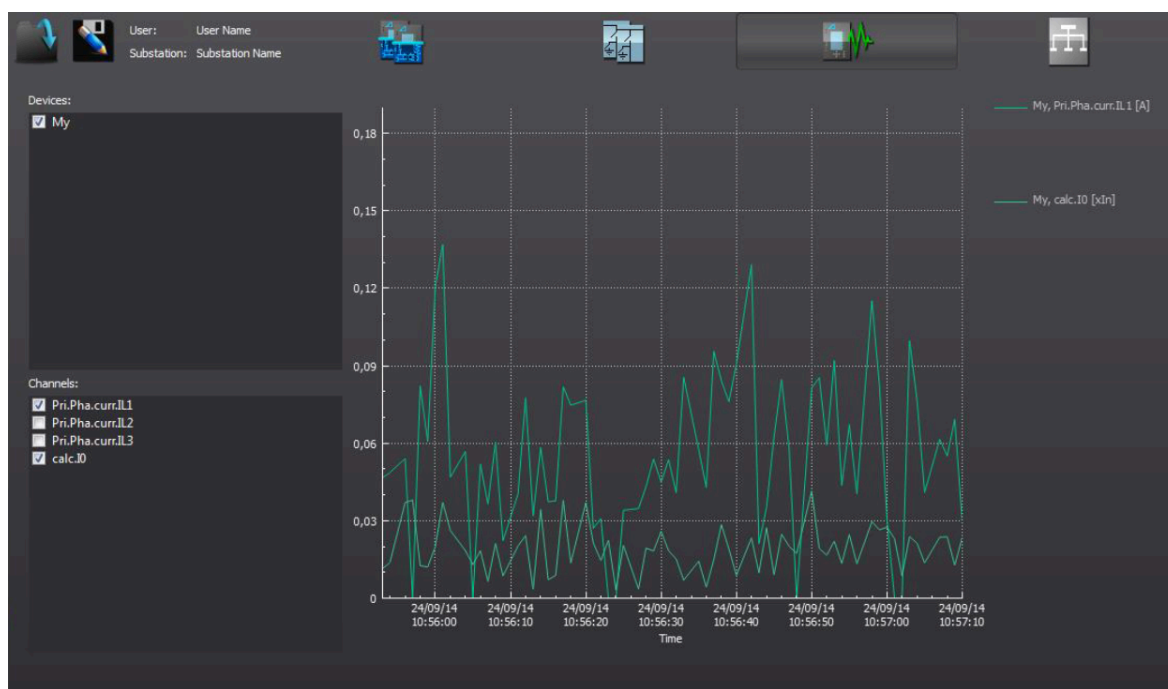 User: User Name
Substation: Substation Name
Devices:
My
Channels:
Pri.Pha.curr.IL1
Pri.Pha.curr.IL2
Pri.Pha.curr.IL3
calc.I0
0,18
0,15
0,12
0,09
0,06
0,03
0
24/09/14 24/09/14 24/09/14 24/09/14 24/09/14 24/09/14 24/09/14 24/09/14
10:56:00 10:56:10 10:56:20 10:56:30 10:56:40 10:56:50 10:57:00 10:57:10
Time
My, Pri.Pha.curr.IL1 [A]
My, calc.I0 [xIn]